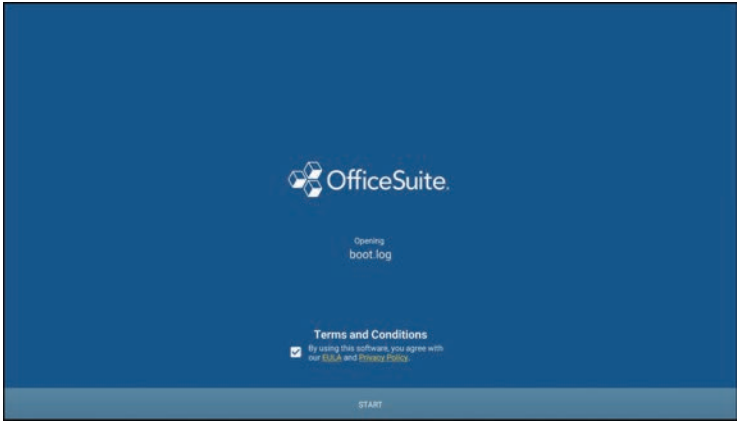 OfficeSuite.
Opening
boot.log
Terms and Conditions
By using this software, you agree with
our EULA and Privacy Policy.
START